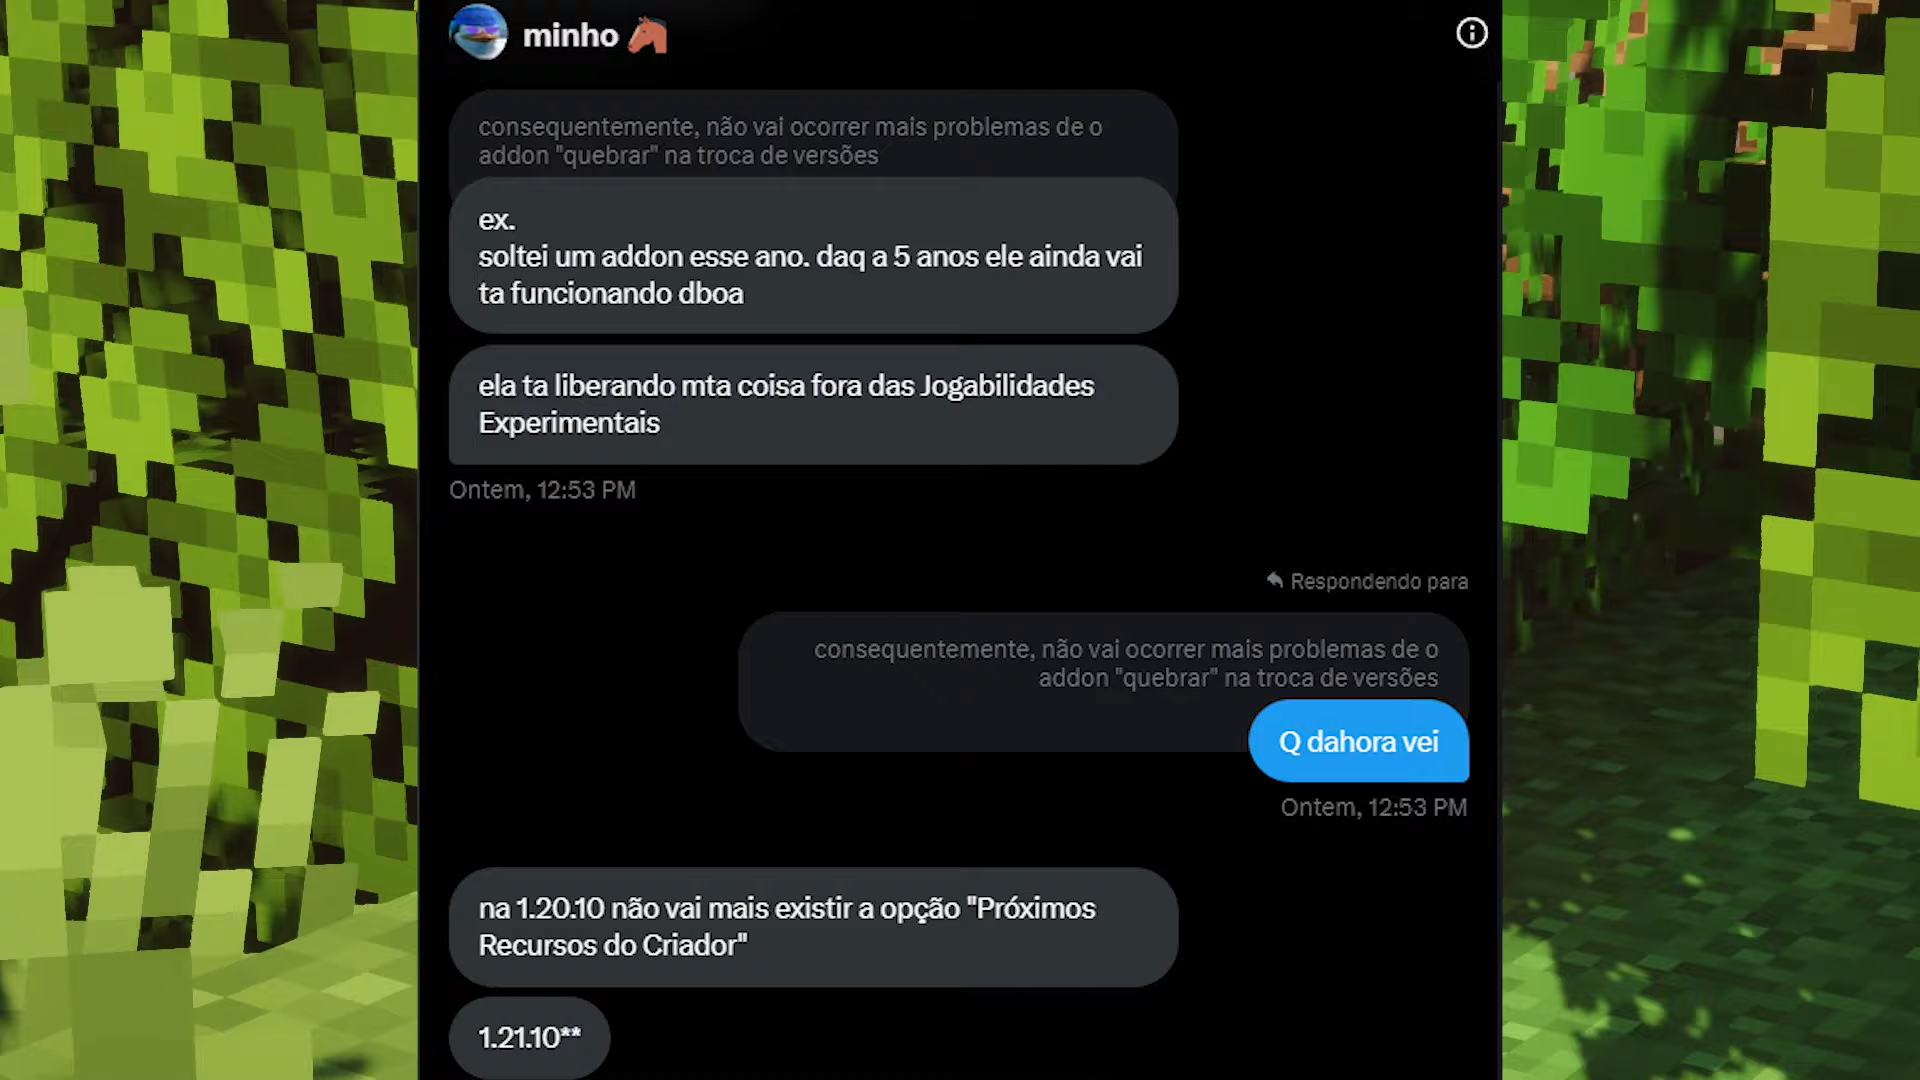 minho
consequentemente, não vai ocorrer mais problemas de o
addon "quebrar" na troca de versões
ex.
soltei um addon esse ano. daq a 5 anos ele ainda vai
ta funcionando dboa
ela ta liberando mta coisa fora das Jogabilidades
Experimentais
Ontem, 12:53 PM
Respondendo para
consequentemente, não vai ocorrer mais problemas de o
addon "quebrar" na troca de versões
Q dahora vei
Ontem, 12:53 PM
na 1.20.10 não vai mais existir a opção "Próximos
Recursos do Criador"
1.21.10**